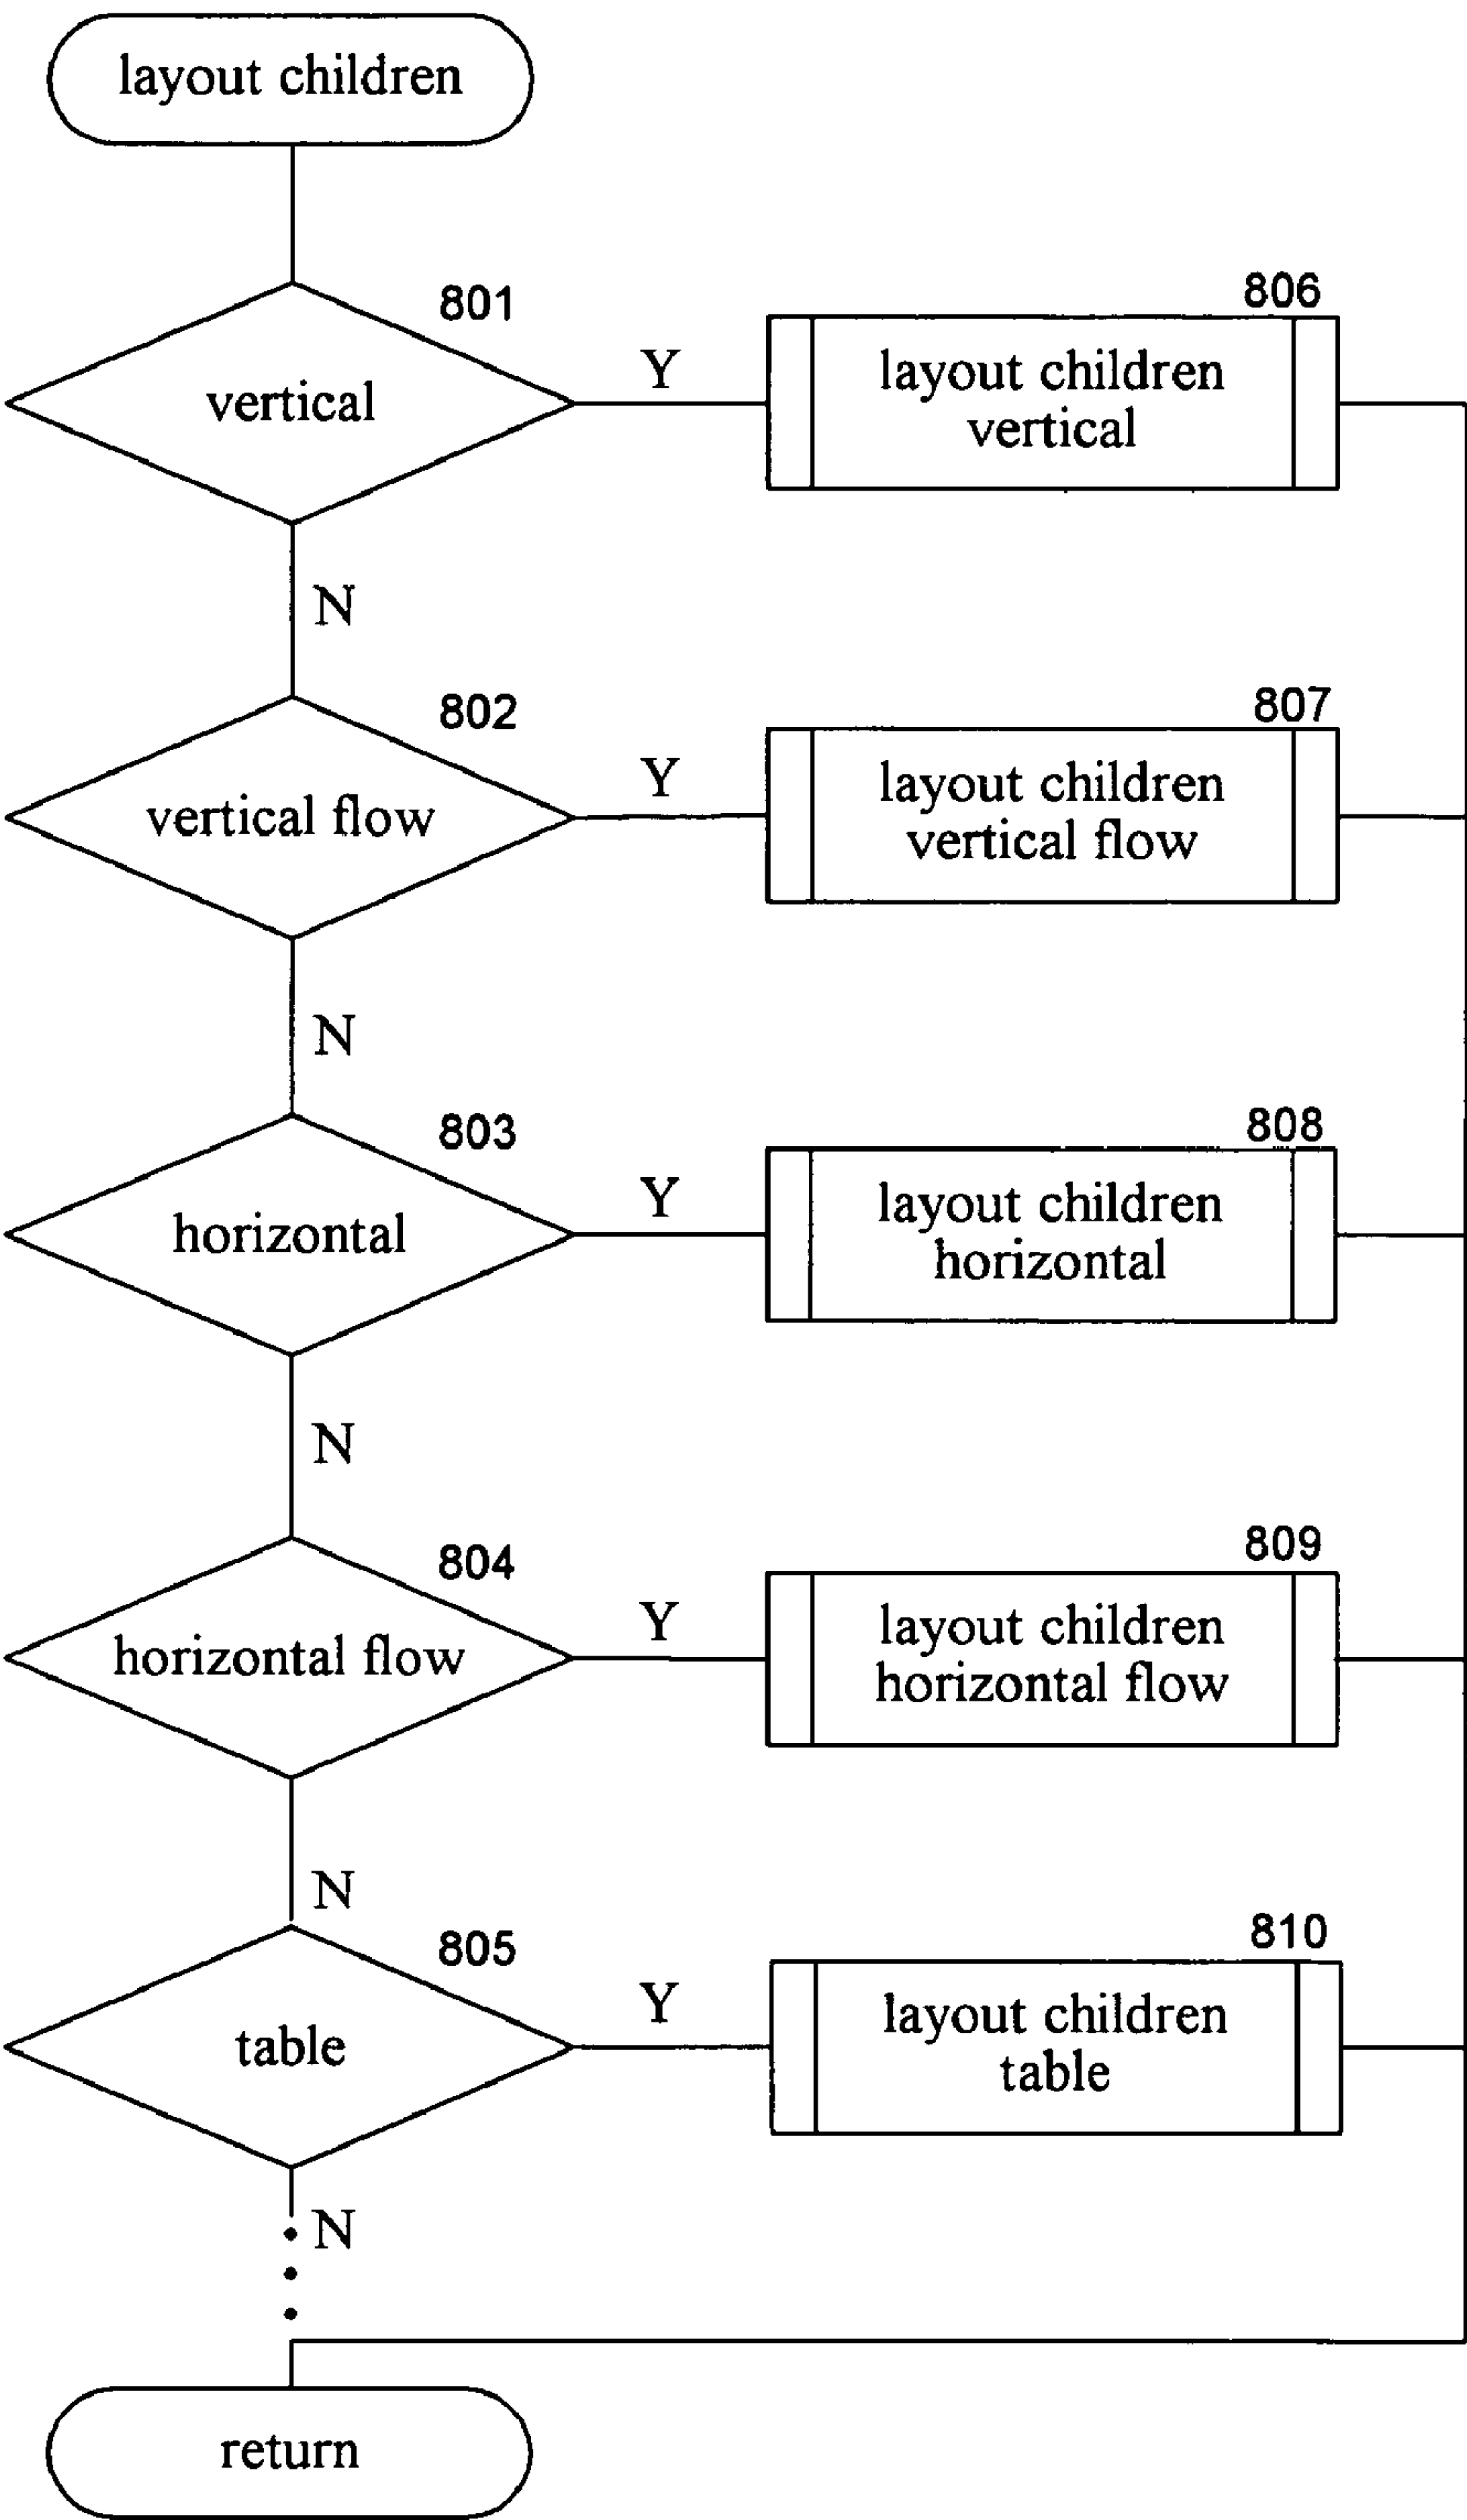 layout children
801
vertical
Y
806
layout children
vertical
N
802
vertical flow
Y
807
layout children
vertical flow
N
803
horizontal
Y
808
layout children
horizontal
N
804
horizontal flow
Y
809
layout children
horizontal flow
N
805
table
Y
810
layout children
table
N
return